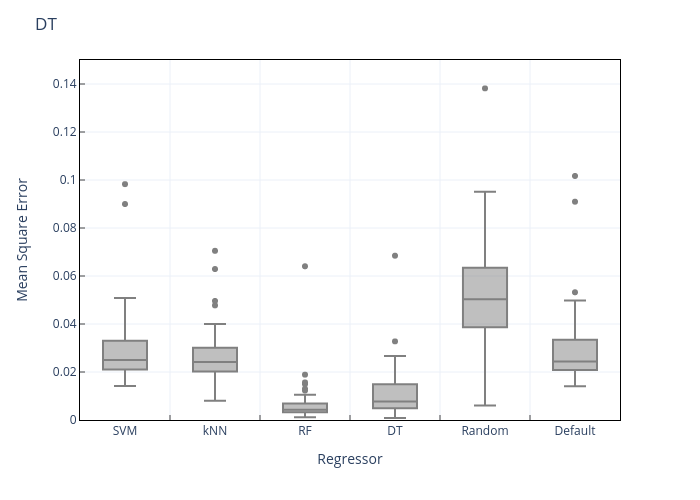 DT
0.14
0.12
0.1
0.08
0.06
0.04
0.02
0
Mean Square Error
SVM kNN RF DT Random Default
Regressor